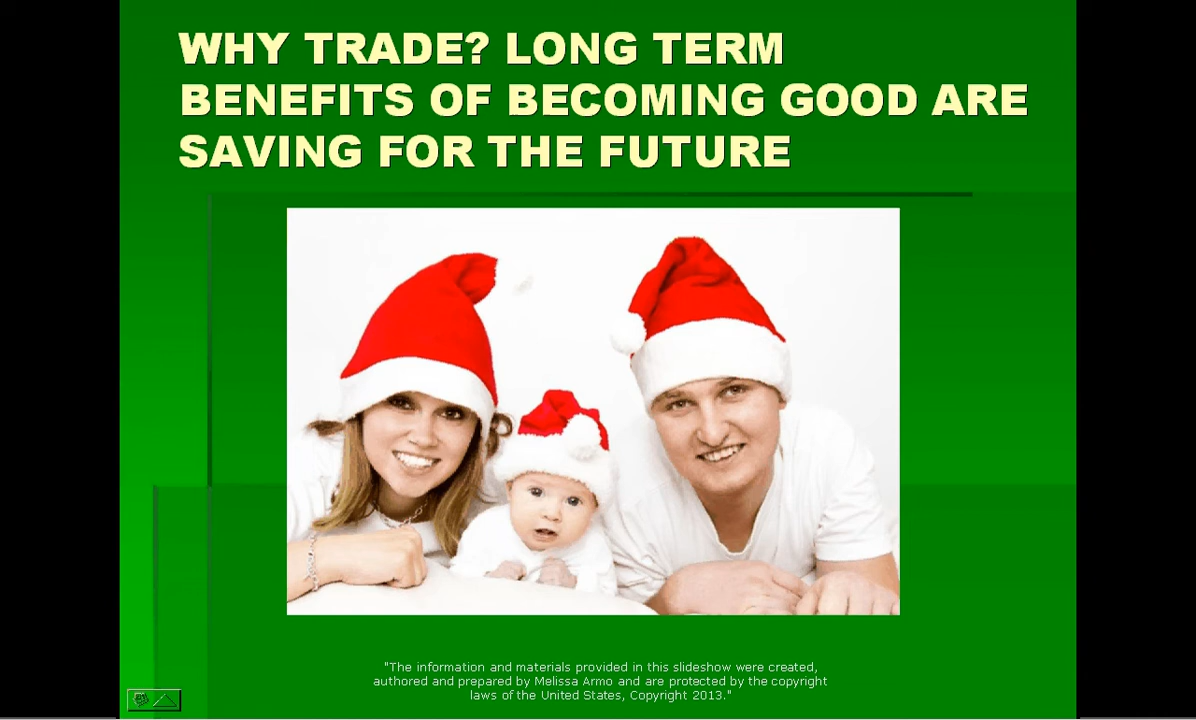 WHY TRADE? LONG TERM
BENEFITS OF BECOMING GOOD ARE
SAVING FOR THE FUTURE
"The information and materials provided in this slideshow were created,
authored and prepared by Melissa Armo and are protected by the copyright
laws of the United States, Copyright 2013."